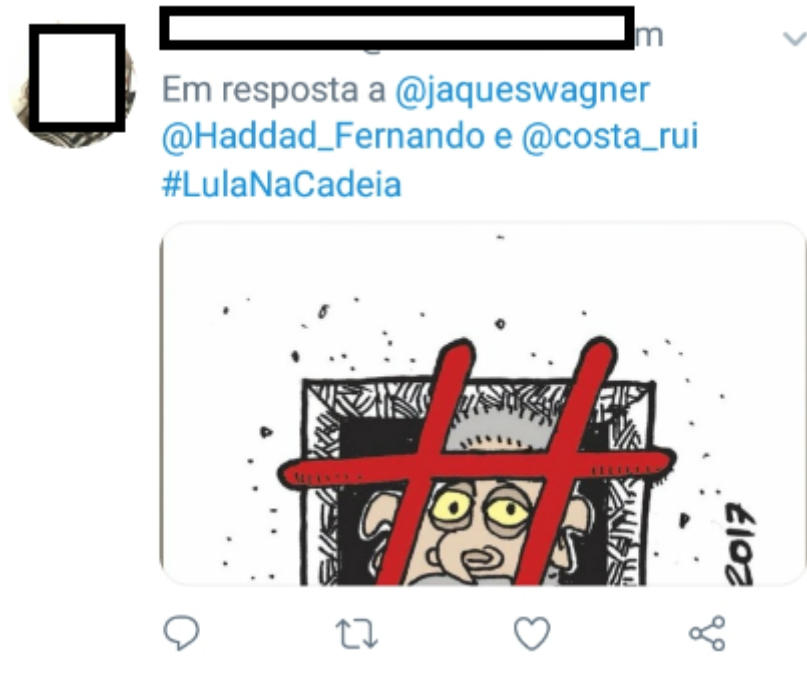 m
Em resposta a @jaqueswagner
@Haddad_Fernando e @costa_rui
#LulaNaCadeia
2017